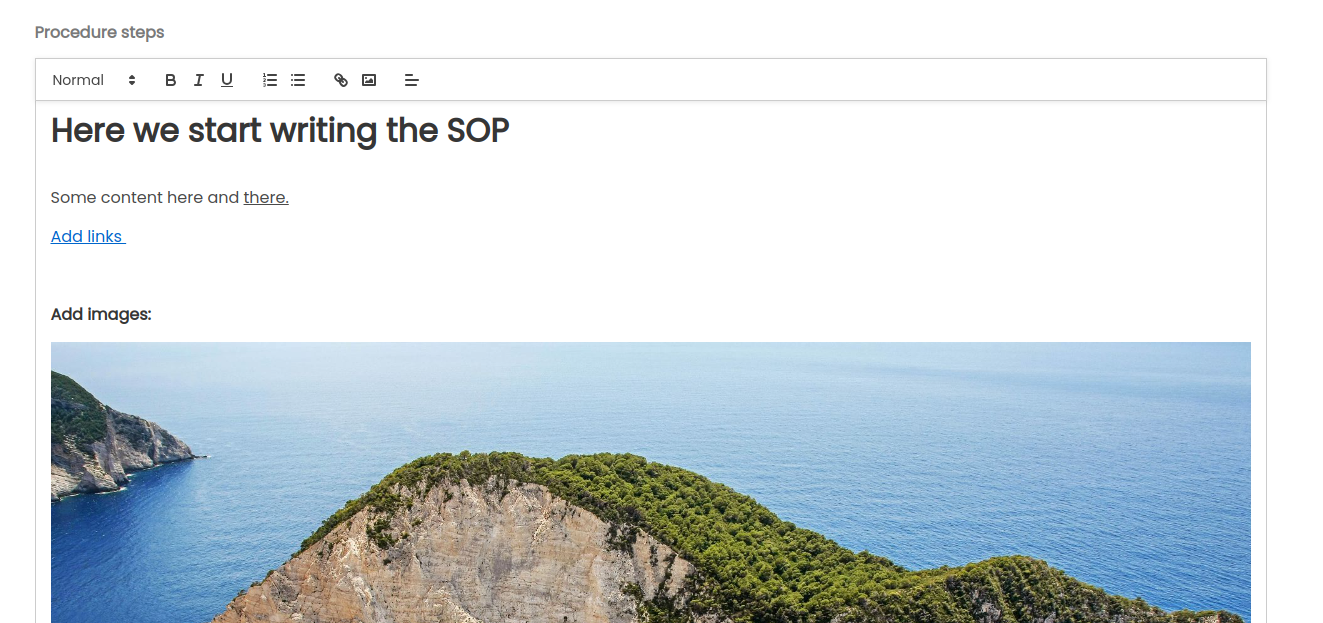 Procedure steps
Normal B I U
Here we start writing the SOP
Some content here and there.
Add links
Add images: